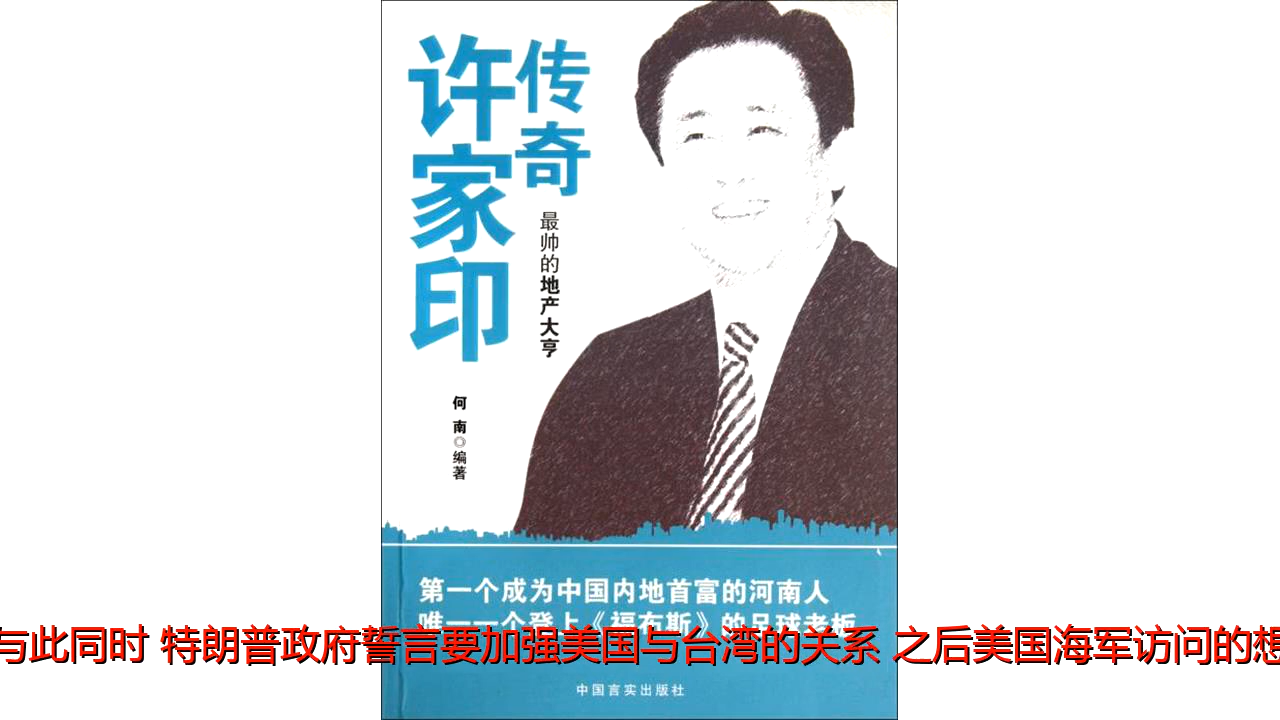 许家印
传奇
最帅的地产大亨
何南◎编著
第一个成为中国内地首富的河南人
唯一一个登上《福布斯》的足球老板
与此同时 特朗普政府誓言要加强美国与台湾的关系 之后美国海军访问的想
中国言实出版社